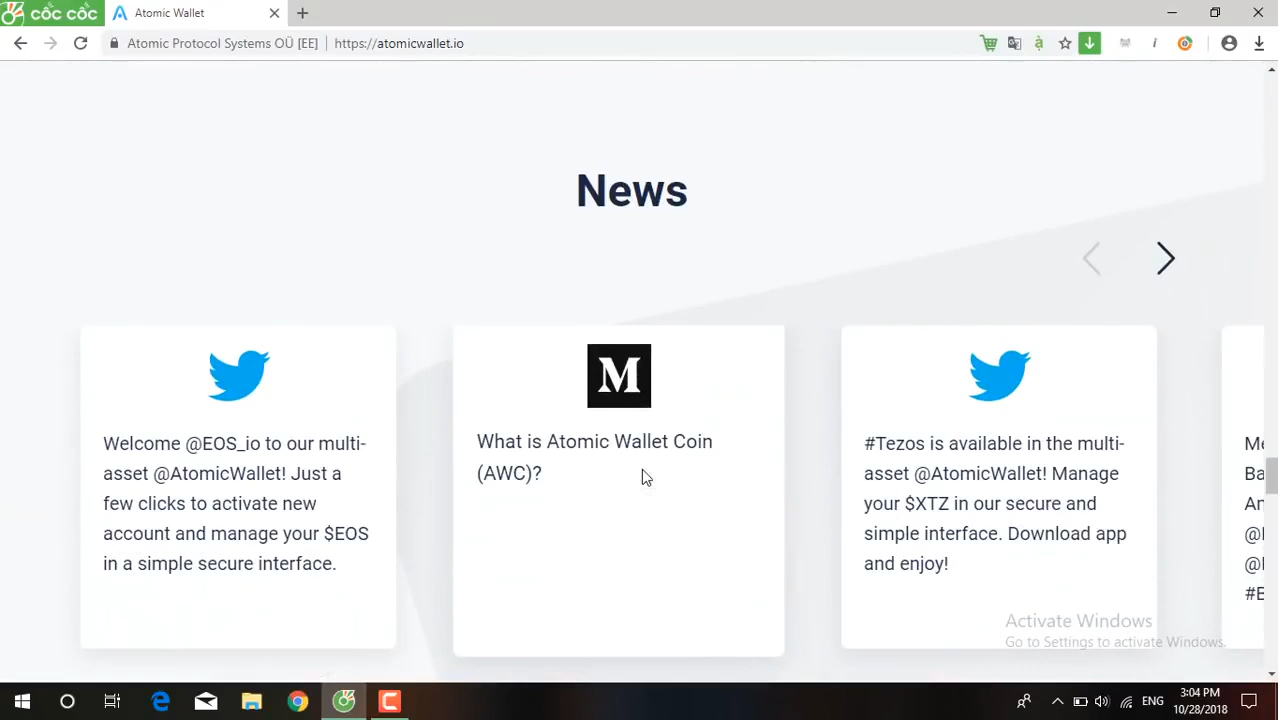 cốc cốc
Atomic Wallet
Atomic Protocol Systems OÜ [EE]
https://atomicwallet.io
News
M
Welcome @EOS_io to our multi-
asset @AtomicWallet! Just a
few clicks to activate new
account and manage your $EOS
in a simple secure interface.
What is Atomic Wallet Coin
(AWC)?
#Tezos is available in the multi-
asset @AtomicWallet! Manage
your $XTZ in our secure and
simple interface. Download app
and enjoy!
Activate Windows
Go to Settings to activate Windows.
ENG
3:04 PM
10/28/2018